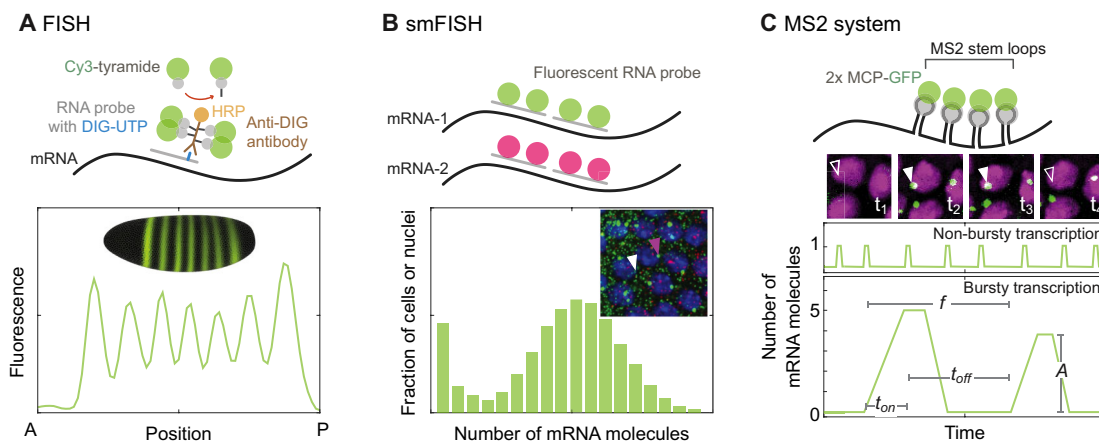 A FISH
Cy3-tyramide
HRP
RNA probe
with DIG-UTP
Anti-DIG
antibody
mRNA
Fluorescence
A
Position
P
B smFISH
Fluorescent RNA probe
mRNA-1
mRNA-2
Fraction of cells or nuclei
Number of mRNA molecules
C MS2 system
MS2 stem loops
2x MCP-GFP
t1
t2
t3
t4
1
Non-bursty transcription
Bursty transcription
Number of
mRNA molecules
5
0
f
toff
A
ton
Time